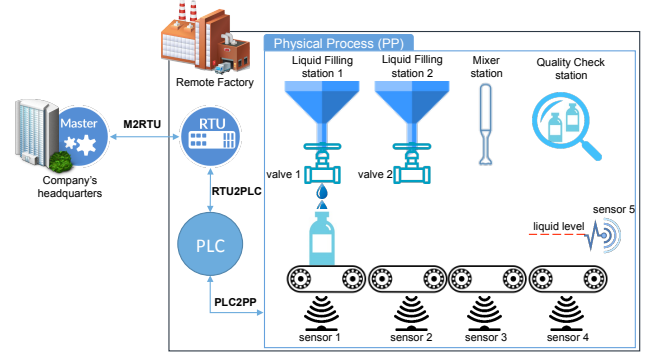 Physical Process (PP)
Remote Factory
Liquid Filling
station 1
Liquid Filling
station 2
Mixer
station
Quality Check
station
Master
M2RTU
RTU
valve 1
valve 2
Company's
headquarters
RTU2PLC
sensor 5
liquid level
PLC
PLC2PP
sensor 1
sensor 2
sensor 3
sensor 4